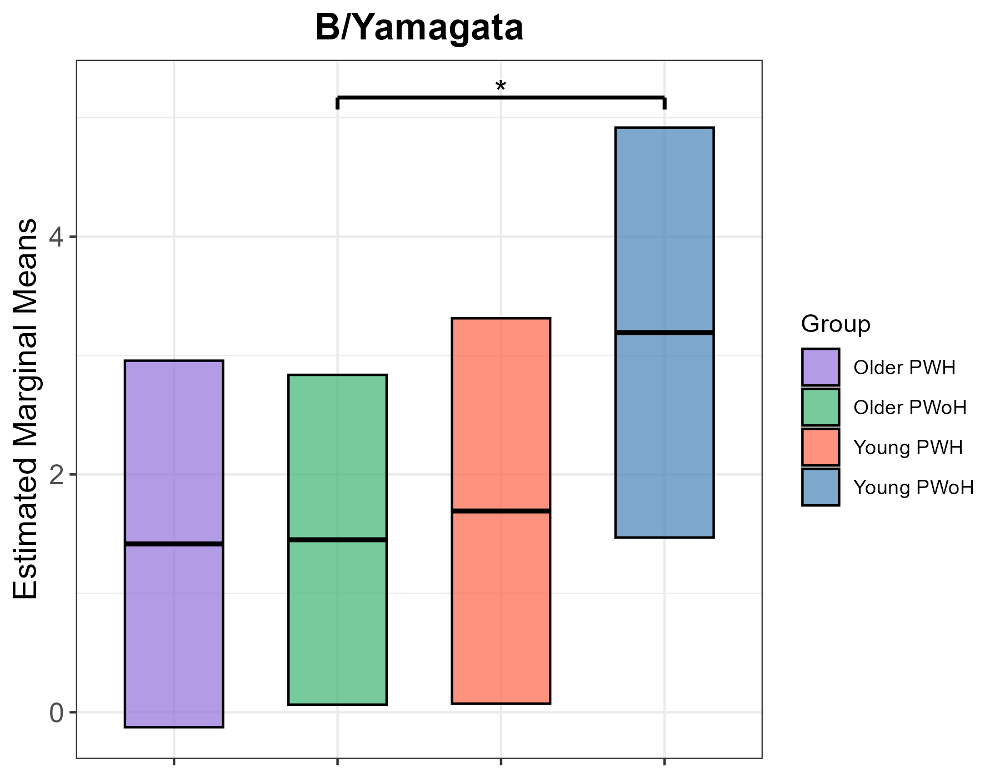 B/Yamagata
*
Estimated Marginal Means
4
2
0
Group
Older PWH
Older PWoH
Young PWH
Young PWoH